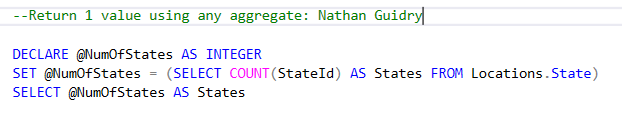 --Return 1 value using any aggregate: Nathan Guidry
DECLARE @NumOfStates AS INTEGER
SET @NumOfStates = (SELECT COUNT(StateId) AS States FROM Locations.State)
SELECT @NumOfStates AS States